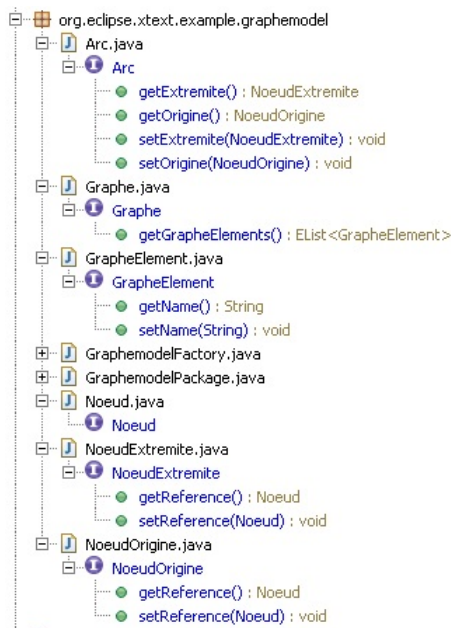 org.eclipse.xtext.example.graphemodel
Arc.java
Arc
getExtremite() : NoeudExtremite
getOrigine() : NoeudOrigine
setExtremite(NoeudExtremite) : void
setOrigine(NoeudOrigine) : void
Graphe.java
Graphe
getGrapheElements() : EList<GrapheElement>
GrapheElement.java
GrapheElement
getName() : String
setName(String) : void
GraphemodelFactory.java
GraphemodelPackage.java
Noeud.java
Noeud
NoeudExtremite.java
NoeudExtremite
getReference() : Noeud
setReference(Noeud) : void
NoeudOrigine.java
NoeudOrigine
getReference() : Noeud
setReference(Noeud) : void